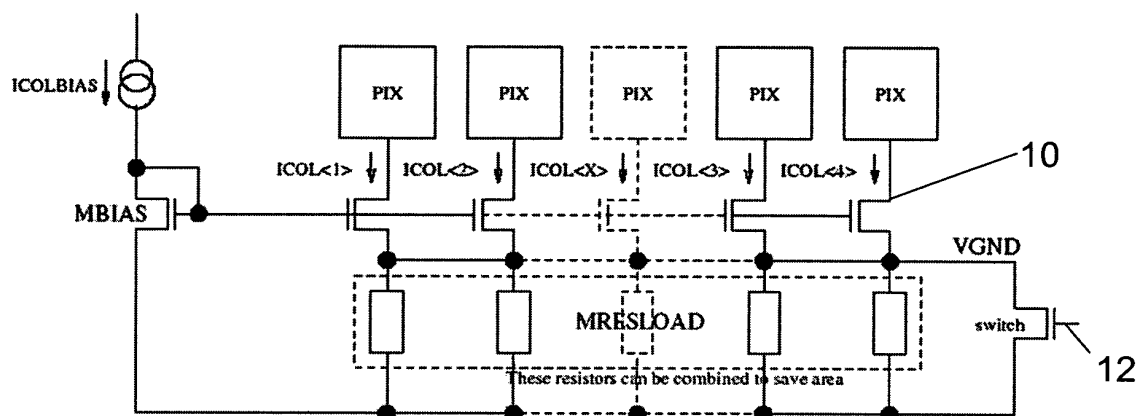 PIX PIX PIX PIX PIX
ICOLBIAS
ICOL<1> ICOL<2> ICOL<X> ICOL<3> ICOL<4>
10
MBIAS
VGND
MRESLOAD
switch
12
These resistors can be combined to save area